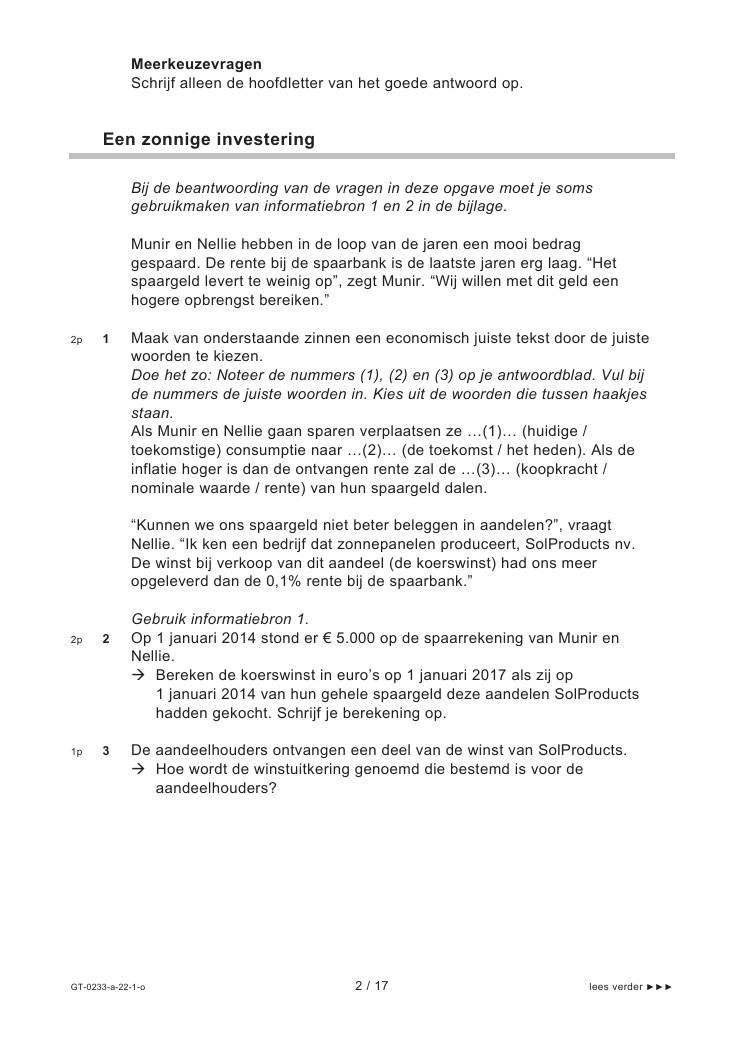 Meerkeuzevragen
Schrijf alleen de hoofdletter van het goede antwoord op.
Een zonnige investering
Bij de beantwoording van de vragen in deze opgave moet je soms
gebruikmaken van informatiebron 1 en 2 in de bijlage.
Munir en Nellie hebben in de loop van de jaren een mooi bedrag
gespaard. De rente bij de spaarbank is de laatste jaren erg laag. “Het
spaargeld levert te weinig op”, zegt Munir. “Wij willen met dit geld een
hogere opbrengst bereiken.”
2p 1 Maak van onderstaande zinnen een economisch juiste tekst door de juiste
woorden te kiezen.
Doe het zo: Noteer de nummers (1), (2) en (3) op je antwoordblad. Vul bij
de nummers de juiste woorden in. Kies uit de woorden die tussen haakjes
staan.
Als Munir en Nellie gaan sparen verplaatsen ze …(1)… (huidige /
toekomstige) consumptie naar …(2)… (de toekomst / het heden). Als de
inflatie hoger is dan de ontvangen rente zal de …(3)… (koopkracht /
nominale waarde / rente) van hun spaargeld dalen.
“Kunnen we ons spaargeld niet beter beleggen in aandelen?”, vraagt
Nellie. “Ik ken een bedrijf dat zonnepanelen produceert, SolProducts nv.
De winst bij verkoop van dit aandeel (de koerswinst) had ons meer
opgeleverd dan de 0,1% rente bij de spaarbank.”
Gebruik informatiebron 1.
2p 2 Op 1 januari 2014 stond er € 5.000 op de spaarrekening van Munir en
Nellie.
→ Bereken de koerswinst in euro’s op 1 januari 2017 als zij op
1 januari 2014 van hun gehele spaargeld deze aandelen SolProducts
hadden gekocht. Schrijf je berekening op.
1p 3 De aandeelhouders ontvangen een deel van de winst van SolProducts.
→ Hoe wordt de winstuitkering genoemd die bestemd is voor de
aandeelhouders?
GT-0233-a-22-1-o 2 / 17 lees verder ►►►